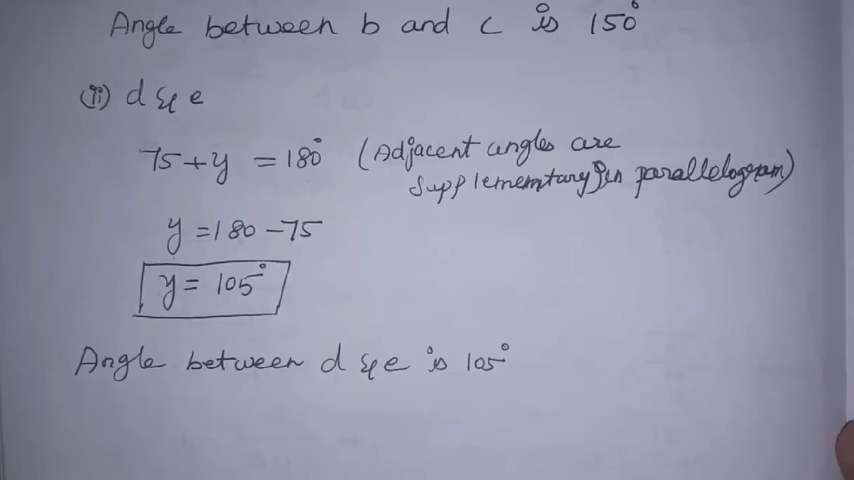 Angle between b and c is 150°
(ii) d & e
75 + y = 180° (Adjacent angles are
supplementary in parallelogram)
y = 180 - 75
y = 105°
Angle between d & e is 105°